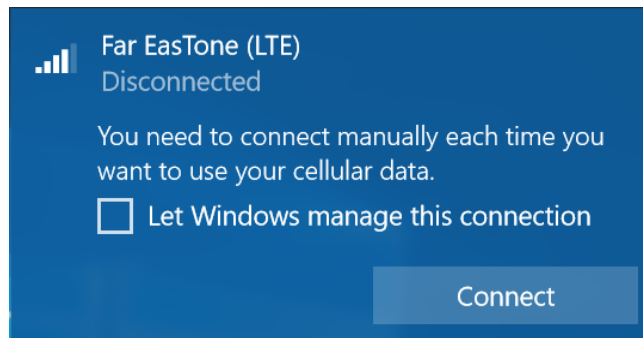 Far EasTone (LTE)
Disconnected
You need to connect manually each time you
want to use your cellular data.
Let Windows manage this connection
Connect